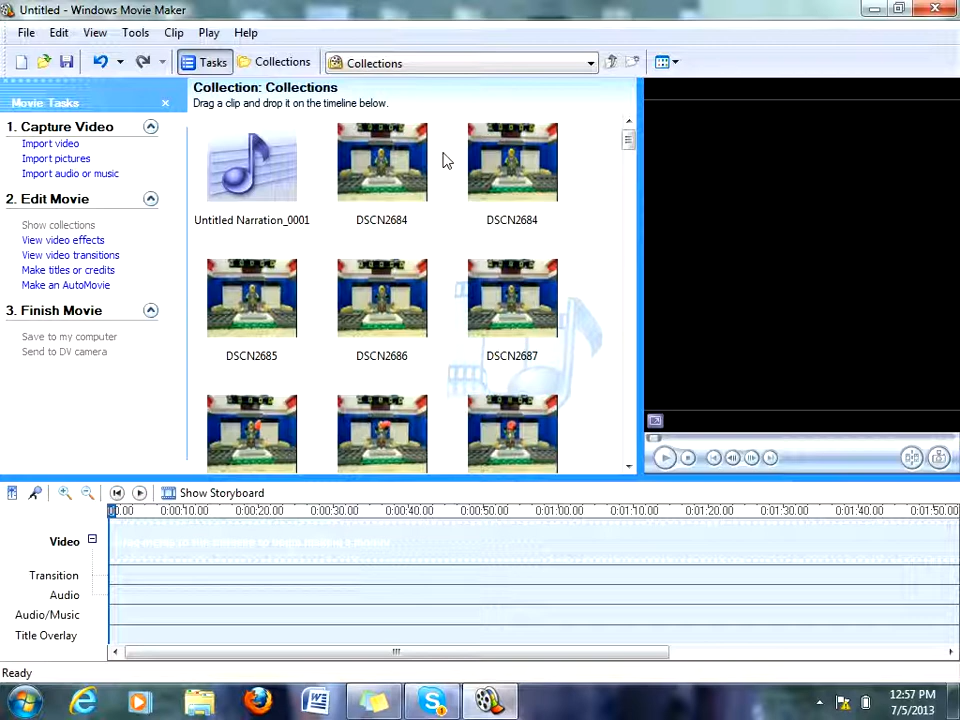 Untitled - Windows Movie Maker
File Edit View Tools Clip Play Help
Tasks Collections Collections
Movie Tasks
Collection: Collections
Drag a clip and drop it on the timeline below.
1. Capture Video
Import video
Import pictures
Import audio or music
2. Edit Movie
Show collections
View video effects
View video transitions
Make titles or credits
Make an AutoMovie
3. Finish Movie
Save to my computer
Send to DV camera
Untitled Narration_0001 DSCN2684 DSCN2684
DSCN2685 DSCN2686 DSCN2687
Show Storyboard
0:00:10.00 0:00:20.00 0:00:30.00 0:00:40.00 0:00:50.00 0:01:00.00 0:01:10.00 0:01:20.00 0:01:30.00 0:01:40.00 0:01:50.00
Video
Transition
Audio
Audio/Music
Title Overlay
Ready
12:57 PM
7/5/2013